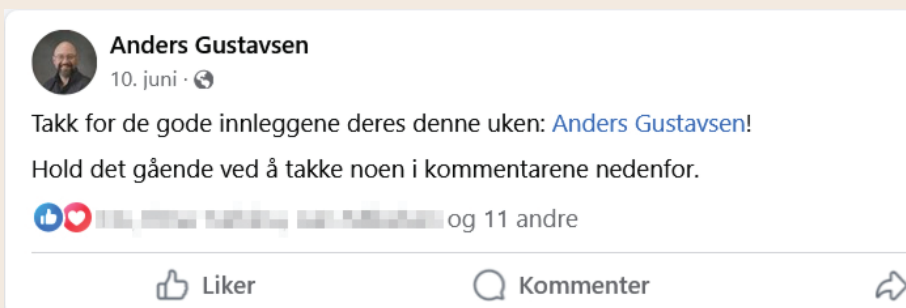 Anders Gustavsen
10. juni ·
Takk for de gode innleggene deres denne uken: Anders Gustavsen!
Hold det gående ved å takke noen i kommentarene nedenfor.
og 11 andre
Liker Kommenter